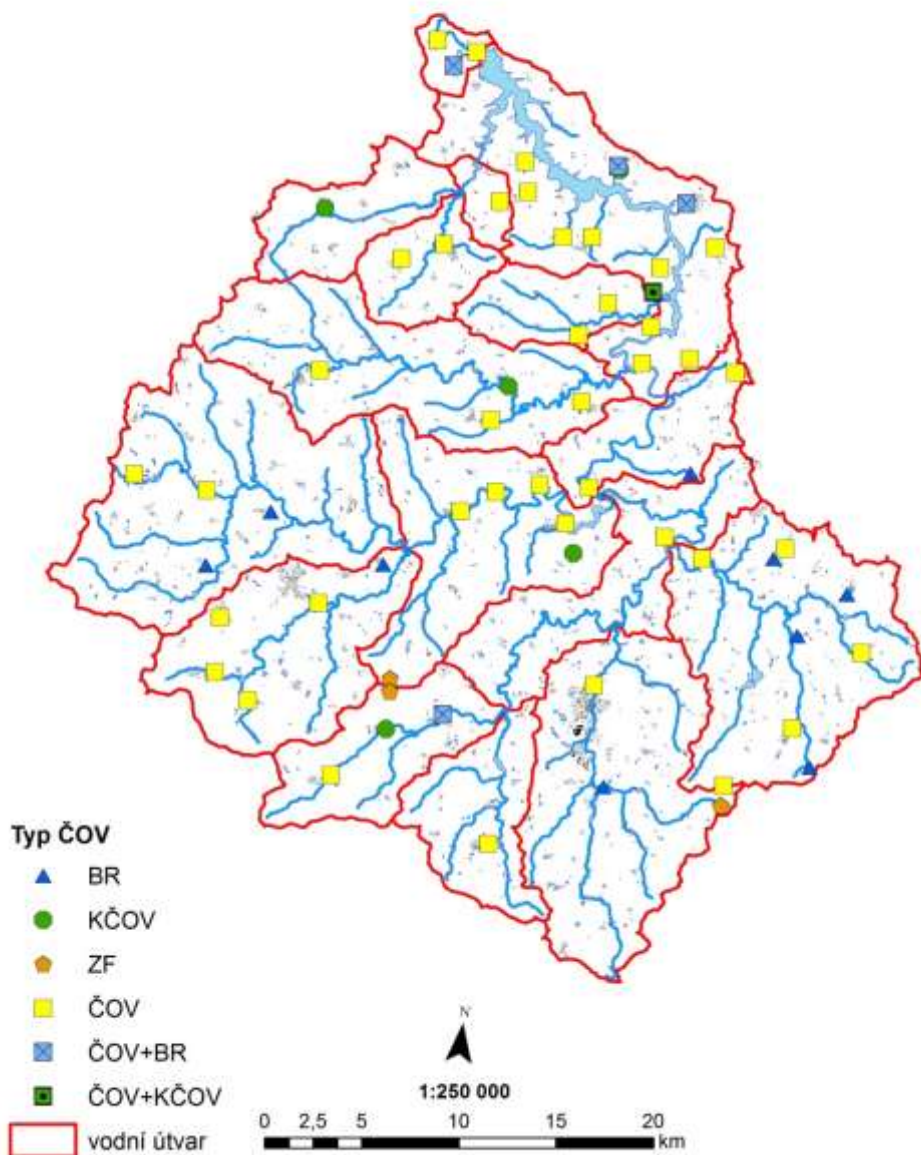 Typ ČOV
BR
KČOV
ZF
ČOV
ČOV+BR
ČOV+KČOV
vodní útvar
N
1:250 000
0 2,5 5 10 15 20
km